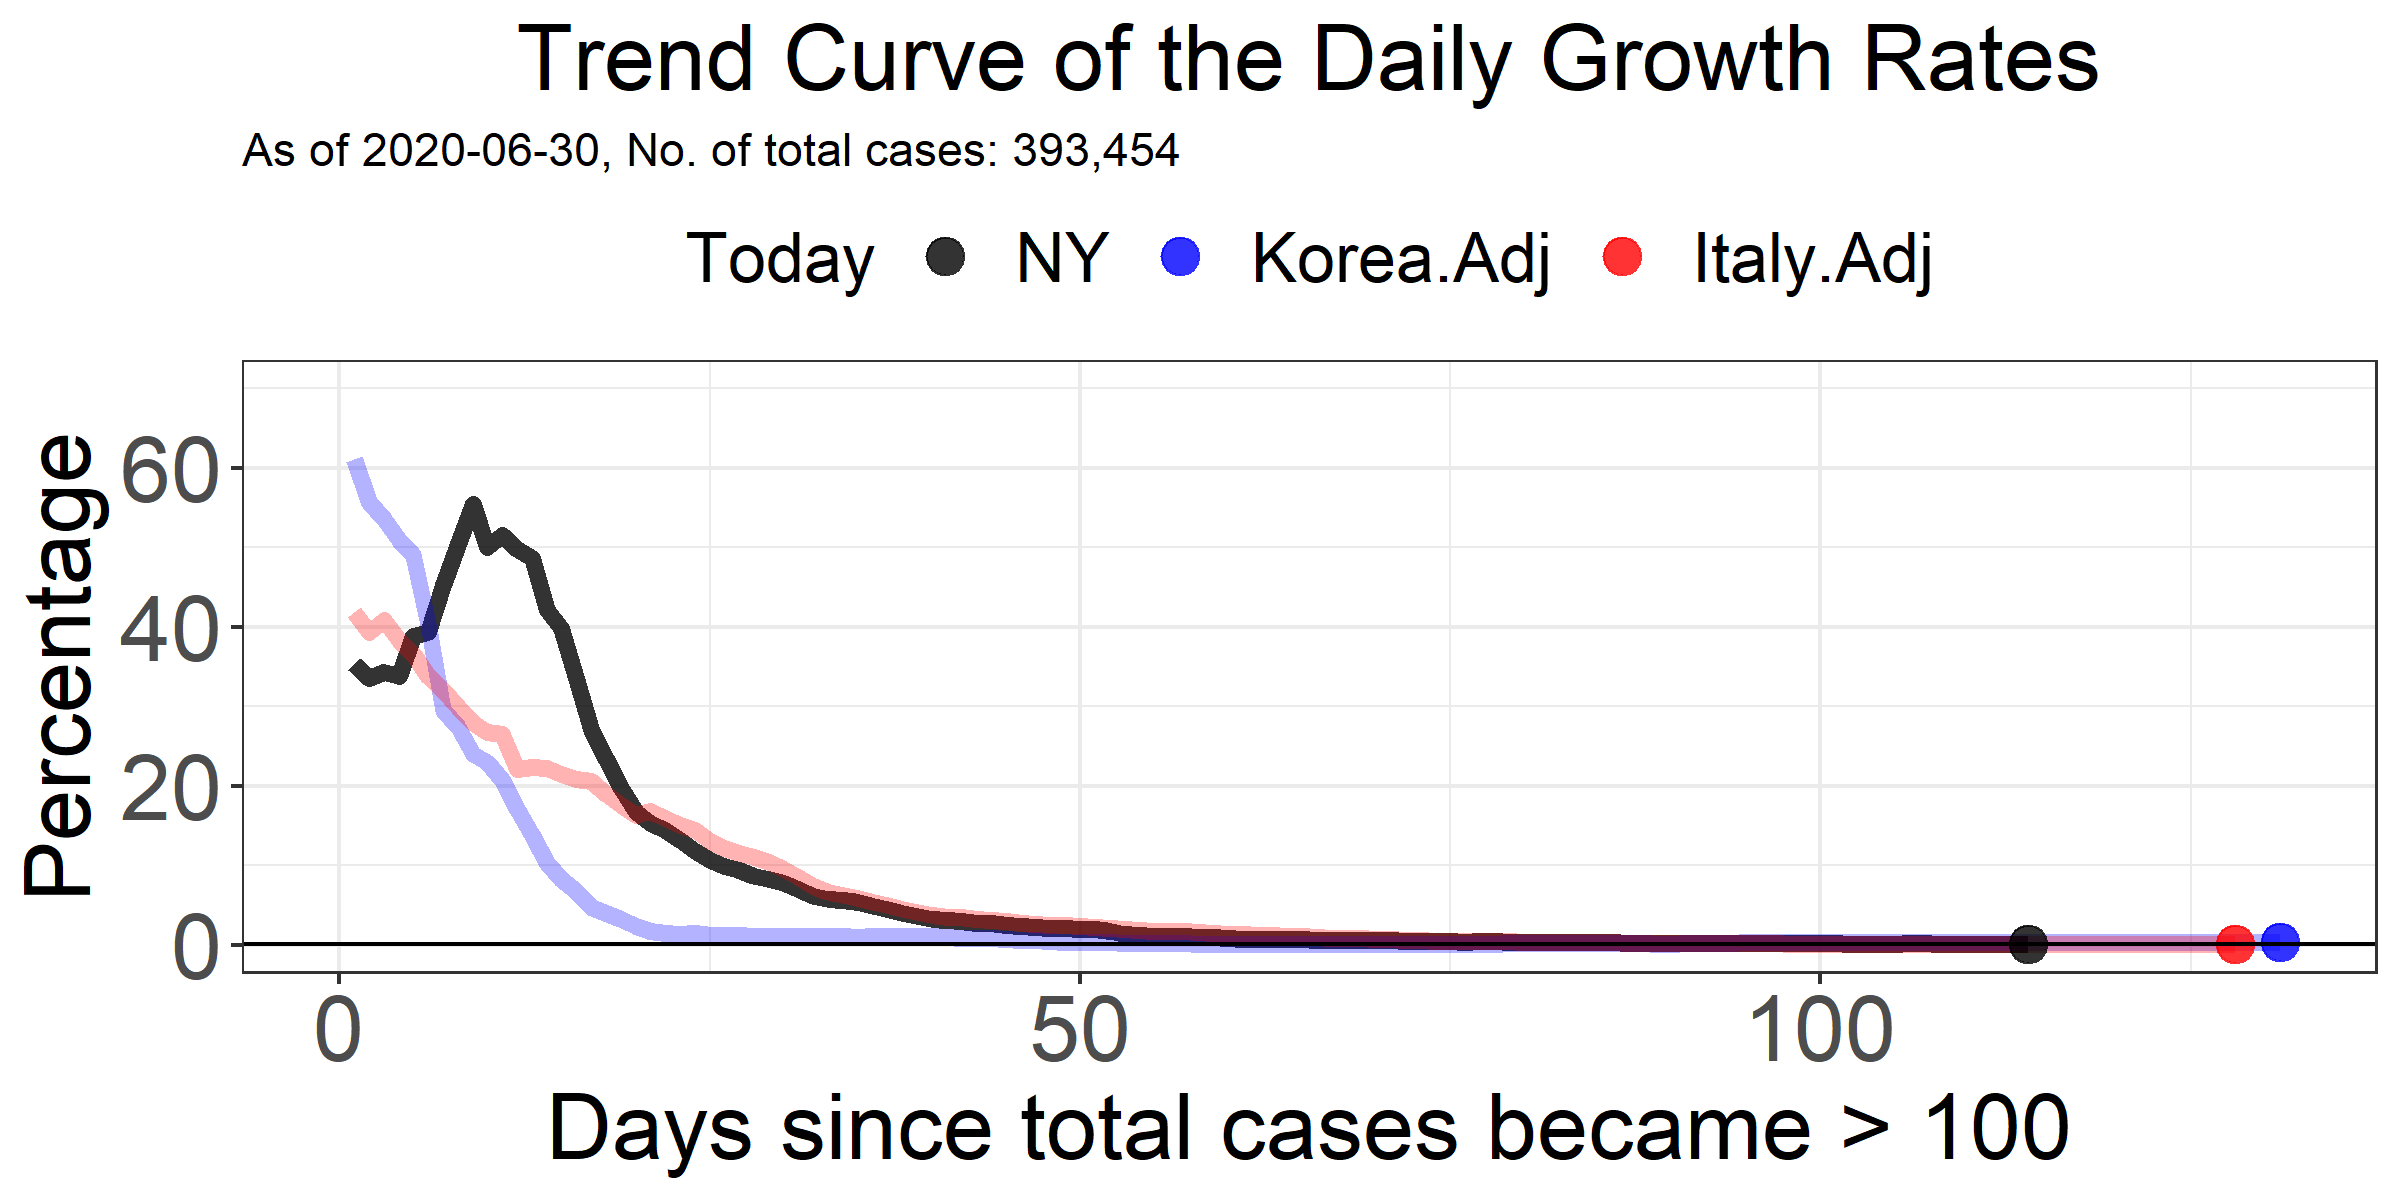 Trend Curve of the Daily Growth Rates
As of 2020-06-30, No. of total cases: 393,454
Today NY Korea.Adj Italy.Adj
Percentage
60
40
20
0
0 50 100
Days since total cases became > 100